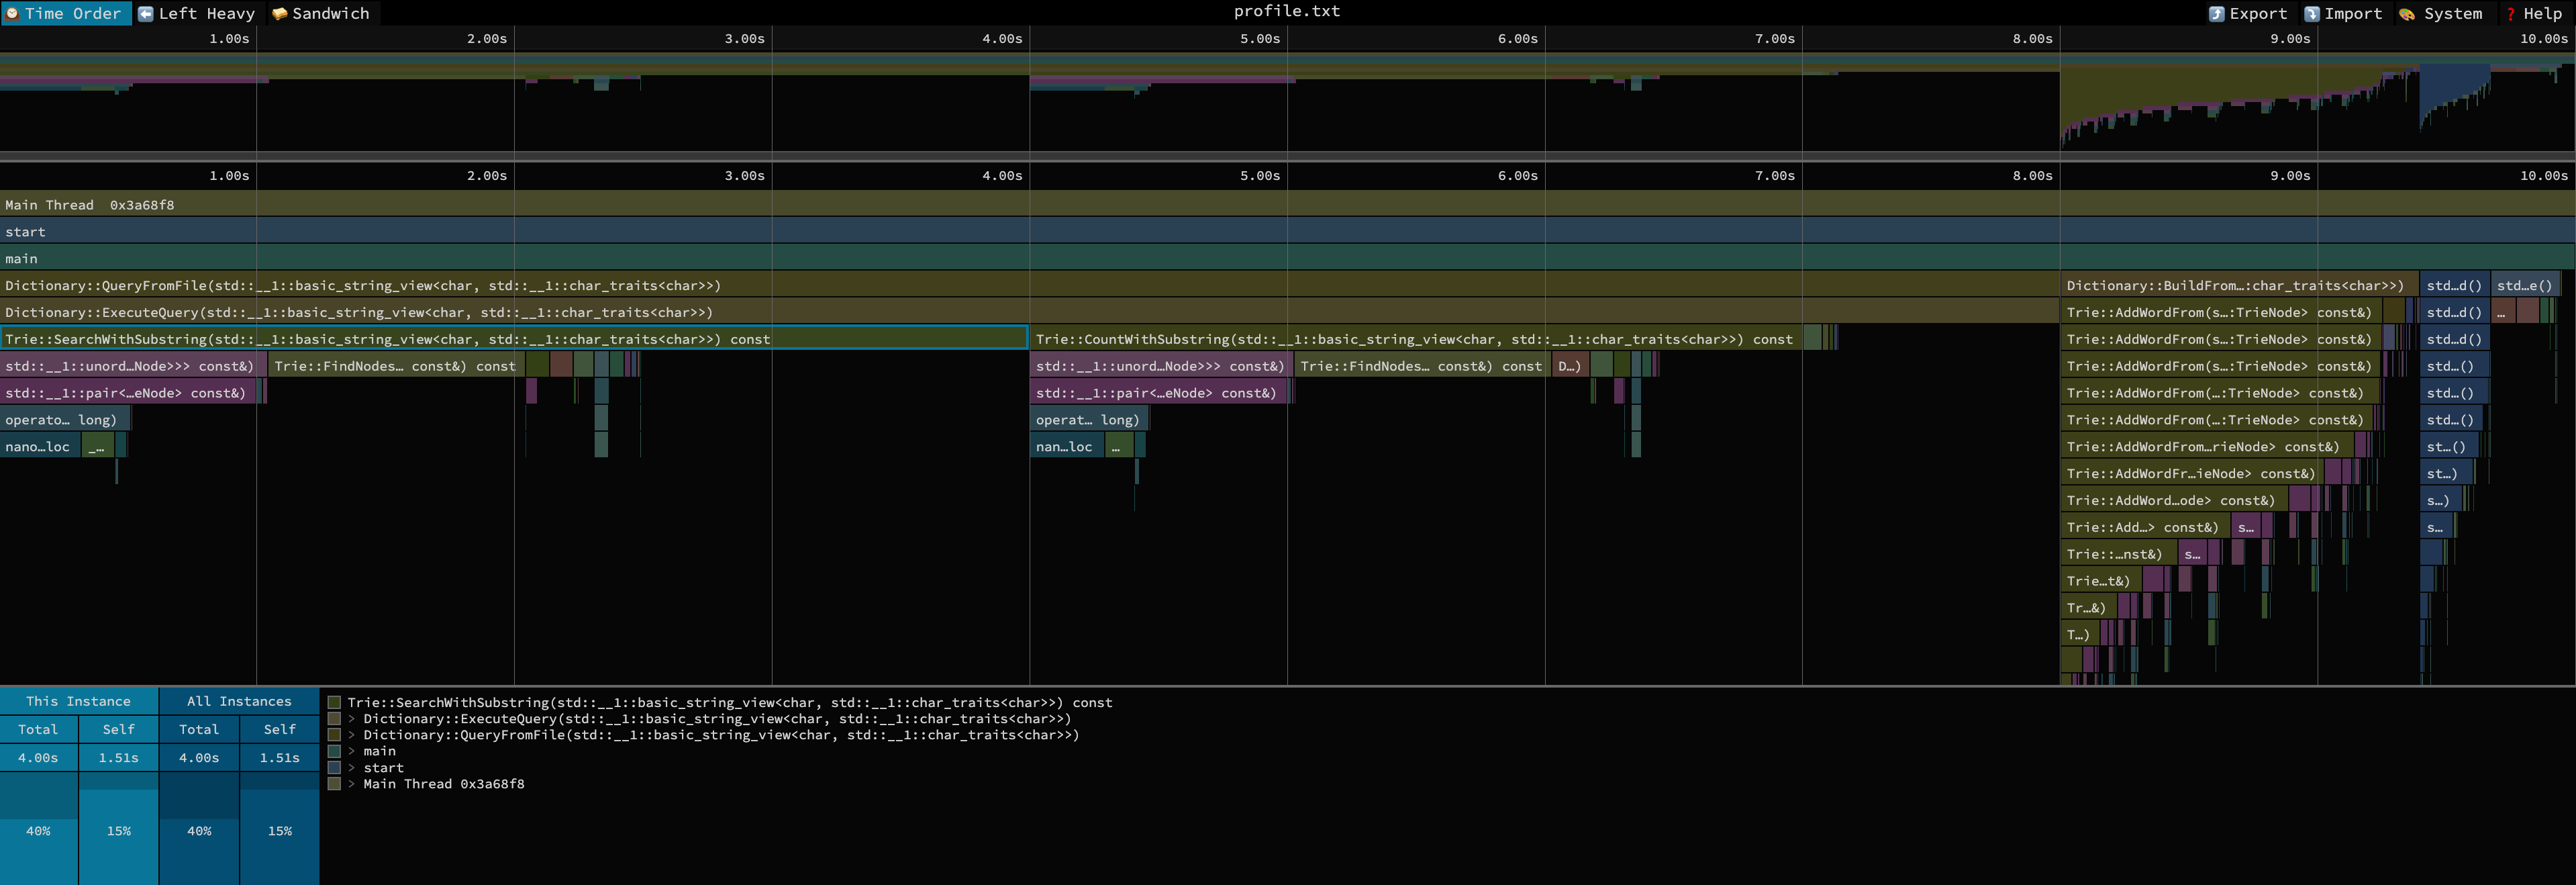 Time Order Left Heavy Sandwich profile.txt Export Import System Help
1.00s 2.00s 3.00s 4.00s 5.00s 6.00s 7.00s 8.00s 9.00s 10.00s
1.00s 2.00s 3.00s 4.00s 5.00s 6.00s 7.00s 8.00s 9.00s 10.00s
Main Thread 0x3a68f8
start
main
Dictionary::QueryFromFile(std::__1::basic_string_view<char, std::__1::char_traits<char>>) Dictionary::BuildFrom…:char_traits<char>>) std…d() std…e()
Dictionary::ExecuteQuery(std::__1::basic_string_view<char, std::__1::char_traits<char>>) Trie::AddWordFrom(s…:TrieNode> const&) std…d() …
Trie::SearchWithSubstring(std::__1::basic_string_view<char, std::__1::char_traits<char>>) const Trie::CountWithSubstring(std::__1::basic_string_view<char, std::__1::char_traits<char>>) const Trie::AddWordFrom(s…:TrieNode> const&) std…d()
std::__1::unord…Node>>> const&) Trie::FindNodes… const&) const std::__1::unord…Node>>> const&) Trie::FindNodes… const&) const D…) Trie::AddWordFrom(s…:TrieNode> const&) std…()
std::__1::pair<…eNode> const&) std::__1::pair<…eNode> const&) Trie::AddWordFrom(…:TrieNode> const&) std…()
operato… long) operat… long) Trie::AddWordFrom(…:TrieNode> const&) std…()
nano…loc _… nan…loc … Trie::AddWordFrom…rieNode> const&) st…()
Trie::AddWordFr…ieNode> const&) st…)
Trie::AddWord…ode> const&) s…)
Trie::Add…> const&) s… s…
Trie::…nst&) s…
Trie…t&)
Tr…&)
T…)
This Instance All Instances
Total Self Total Self
4.00s 1.51s 4.00s 1.51s
40% 15% 40% 15%
Trie::SearchWithSubstring(std::__1::basic_string_view<char, std::__1::char_traits<char>>) const
> Dictionary::ExecuteQuery(std::__1::basic_string_view<char, std::__1::char_traits<char>>)
> Dictionary::QueryFromFile(std::__1::basic_string_view<char, std::__1::char_traits<char>>)
> main
> start
> Main Thread 0x3a68f8